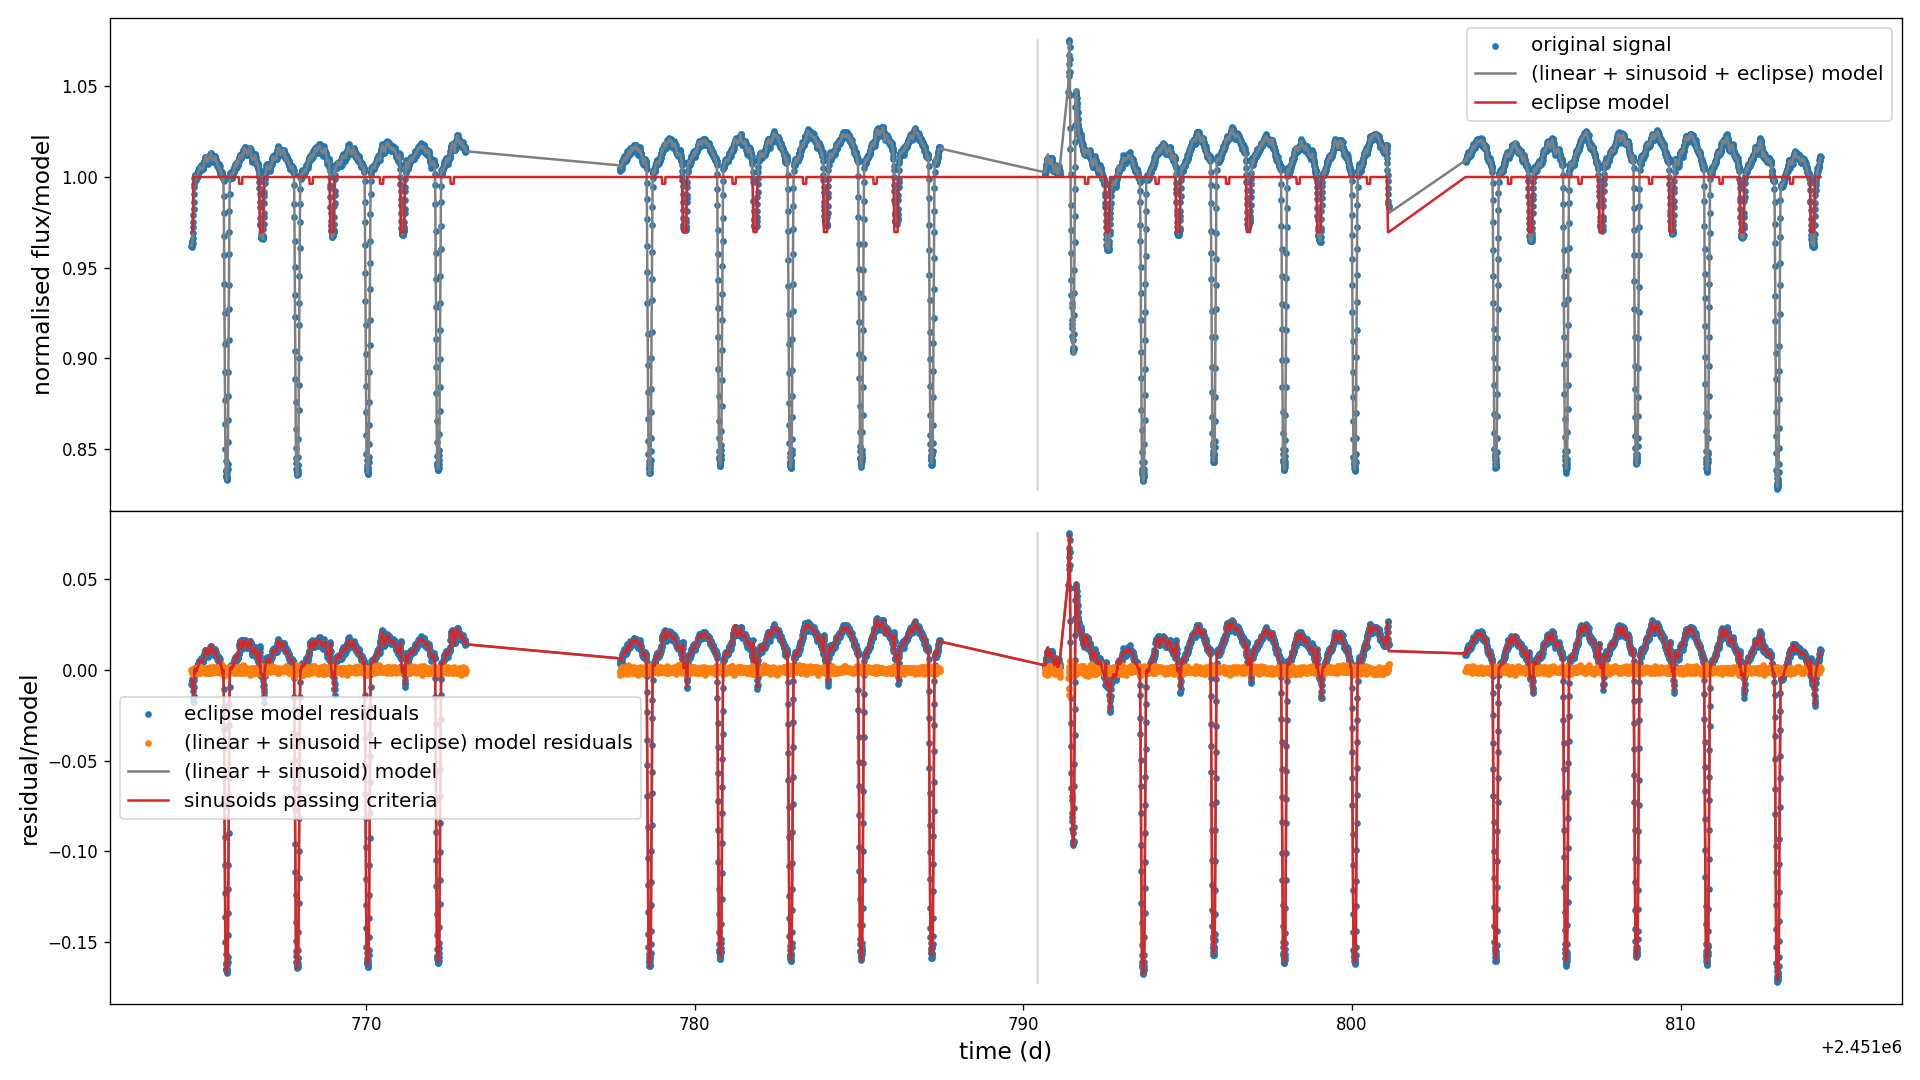 original signal
(linear + sinusoid + eclipse) model
eclipse model
normalised flux/model
1.05
1.00
0.95
0.90
0.85
eclipse model residuals
(linear + sinusoid + eclipse) model residuals
(linear + sinusoid) model
sinusoids passing criteria
residual/model
0.05
0.00
−0.05
−0.10
−0.15
770
780
790
800
810
time (d)
+2.451e6